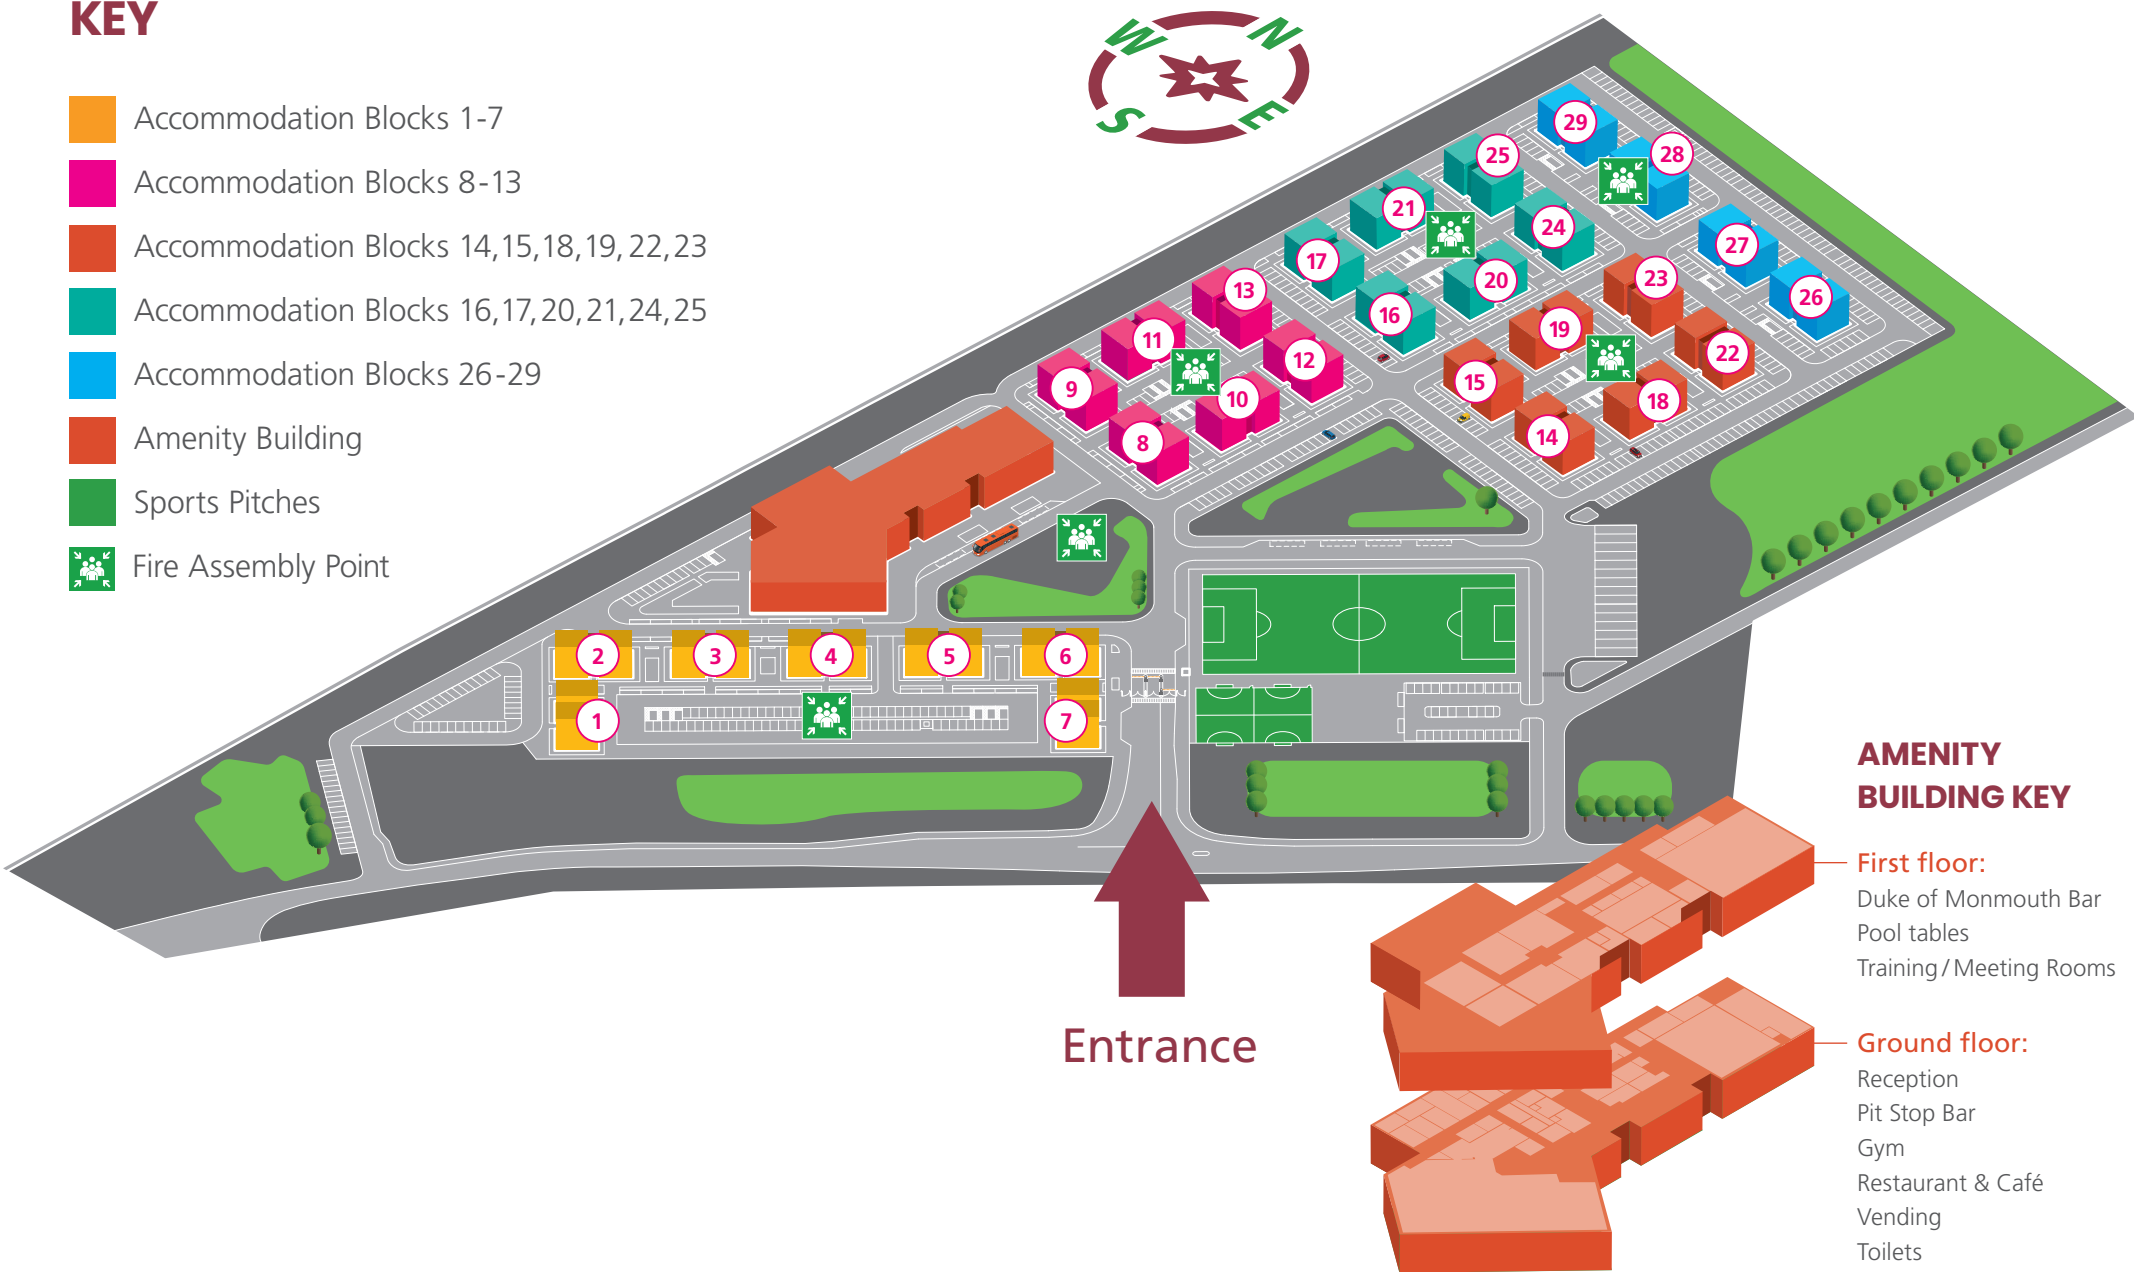 KEY
Accommodation Blocks 1-7
Accommodation Blocks 8-13
Accommodation Blocks 14,15,18,19,22,23
Accommodation Blocks 16,17,20,21,24,25
Accommodation Blocks 26-29
Amenity Building
Sports Pitches
Fire Assembly Point
W
N
S
E
29
28
25
21
24
27
17
20
23
26
13
16
19
11
12
15
22
9
10
18
8
14
2
3
4
5
6
1
7
Entrance
AMENITY
BUILDING KEY
First floor:
Duke of Monmouth Bar
Pool tables
Training/Meeting Rooms
Ground floor:
Reception
Pit Stop Bar
Gym
Restaurant & Café
Vending
Toilets